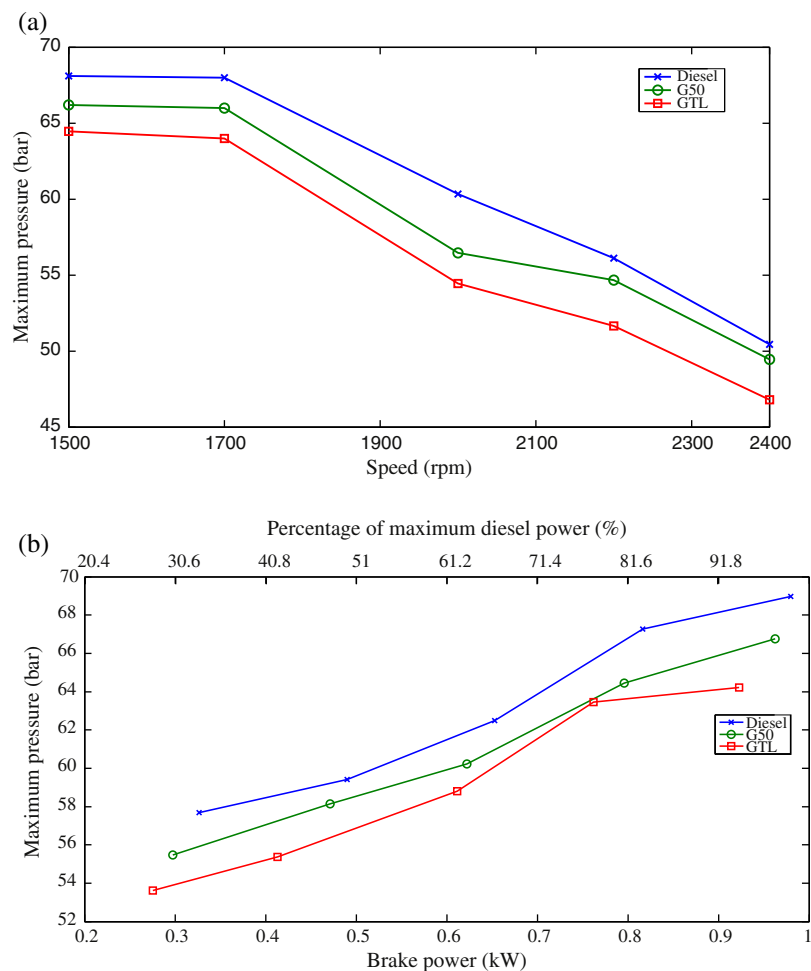 (a)
70
65
60
55
50
45
Maximum pressure (bar)
Diesel
G50
GTL
1500 1700 1900 2100 2300 2400
Speed (rpm)
(b)
Percentage of maximum diesel power (%)
20.4 30.6 40.8 51 61.2 71.4 81.6 91.8
70
68
66
64
62
60
58
56
54
52
Maximum pressure (bar)
Diesel
G50
GTL
0.2 0.3 0.4 0.5 0.6 0.7 0.8 0.9 1
Brake power (kW)